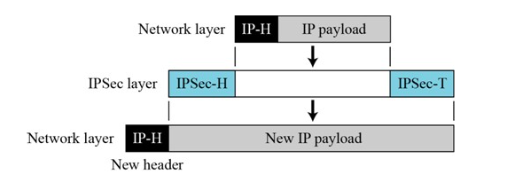 Network layer IP-H IP payload
IPSec layer IPSec-H IPSec-T
Network layer IP-H New IP payload
New header